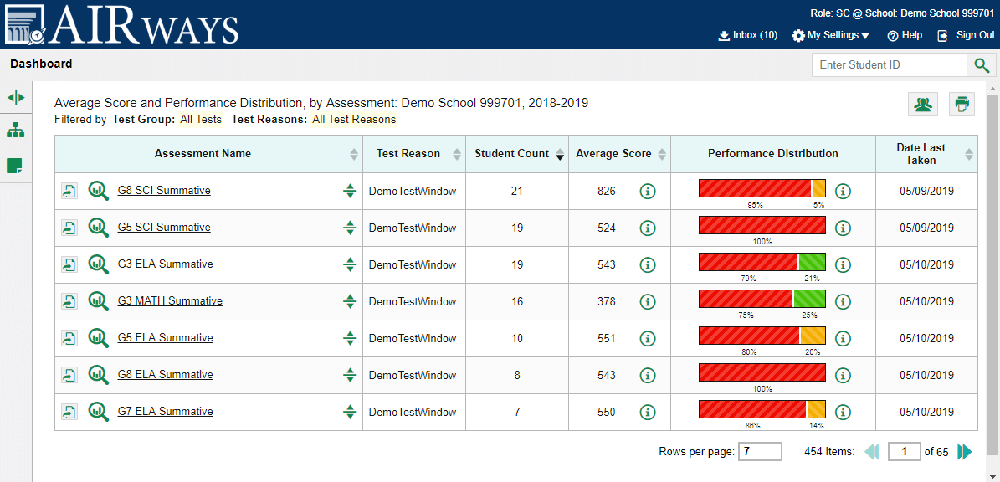 AIRWAYS
Role: SC @ School: Demo School 999701
Inbox (10) My Settings Help Sign Out
Dashboard
Enter Student ID
Average Score and Performance Distribution, by Assessment: Demo School 999701, 2018-2019
Filtered by Test Group: All Tests Test Reasons: All Test Reasons
Assessment Name Test Reason Student Count Average Score Performance Distribution Date Last Taken
G8 SCI Summative DemoTestWindow 21 826 05/09/2019
95% 5%
G5 SCI Summative DemoTestWindow 19 524 05/09/2019
100%
G3 ELA Summative DemoTestWindow 19 543 05/10/2019
79% 21%
G3 MATH Summative DemoTestWindow 16 378 05/10/2019
75% 25%
G5 ELA Summative DemoTestWindow 10 551 05/10/2019
80% 20%
G8 ELA Summative DemoTestWindow 8 543 05/10/2019
100%
G7 ELA Summative DemoTestWindow 7 550 05/10/2019
86% 14%
Rows per page: 7 454 Items: 1 of 65